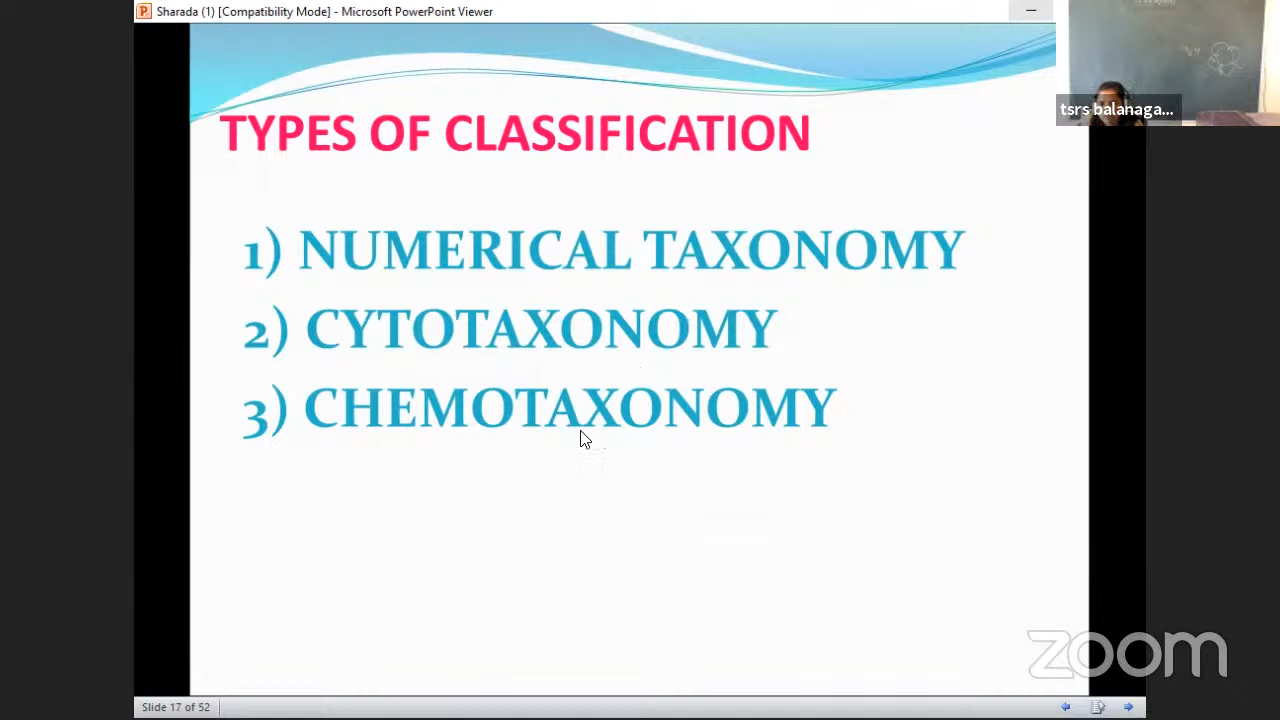 Sharada (1) [Compatibility Mode] - Microsoft PowerPoint Viewer
tsrs balanaga...
TYPES OF CLASSIFICATION
1) NUMERICAL TAXONOMY
2) CYTOTAXONOMY
3) CHEMOTAXONOMY
zoom
Slide 17 of 52